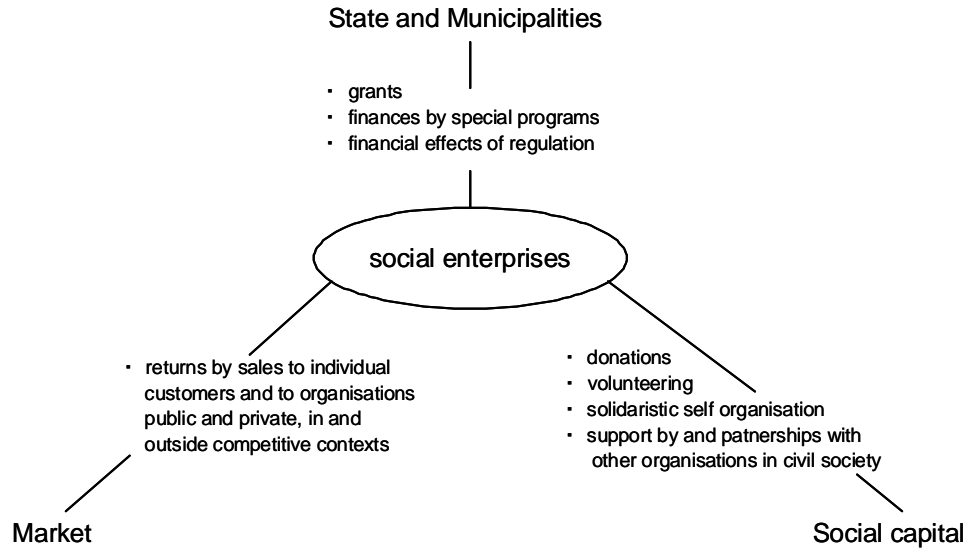 State and Municipalities
▪ grants
▪ finances by special programs
▪ financial effects of regulation
social enterprises
▪ returns by sales to individual
customers and to organisations
public and private, in and
outside competitive contexts
▪ donations
▪ volunteering
▪ solidaristic self organisation
▪ support by and patnerships with
other organisations in civil society
Market
Social capital